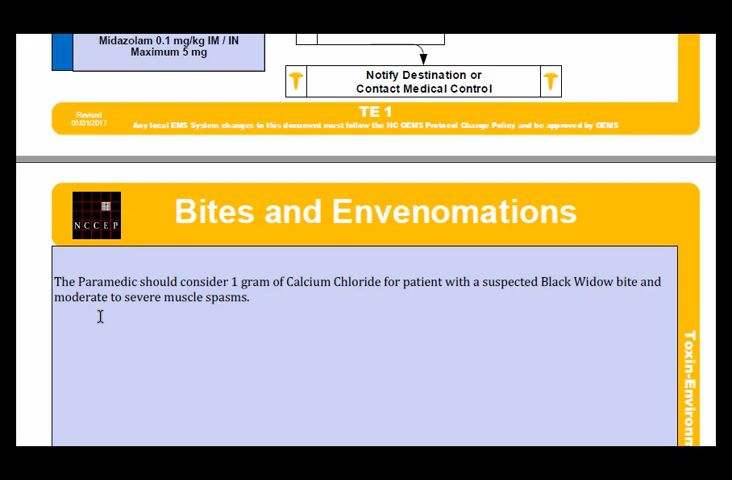 Midazolam 0.1 mg/kg IM / IN
Maximum 5 mg
Notify Destination or
Contact Medical Control
Revised
01/01/2017
TE 1
Any local EMS System changes to this document must follow the NC OEMS Protocol Change Policy and be approved by OEMS
NCCEP
Bites and Envenomations
The Paramedic should consider 1 gram of Calcium Chloride for patient with a suspected Black Widow bite and
moderate to severe muscle spasms.
Toxin-Environm